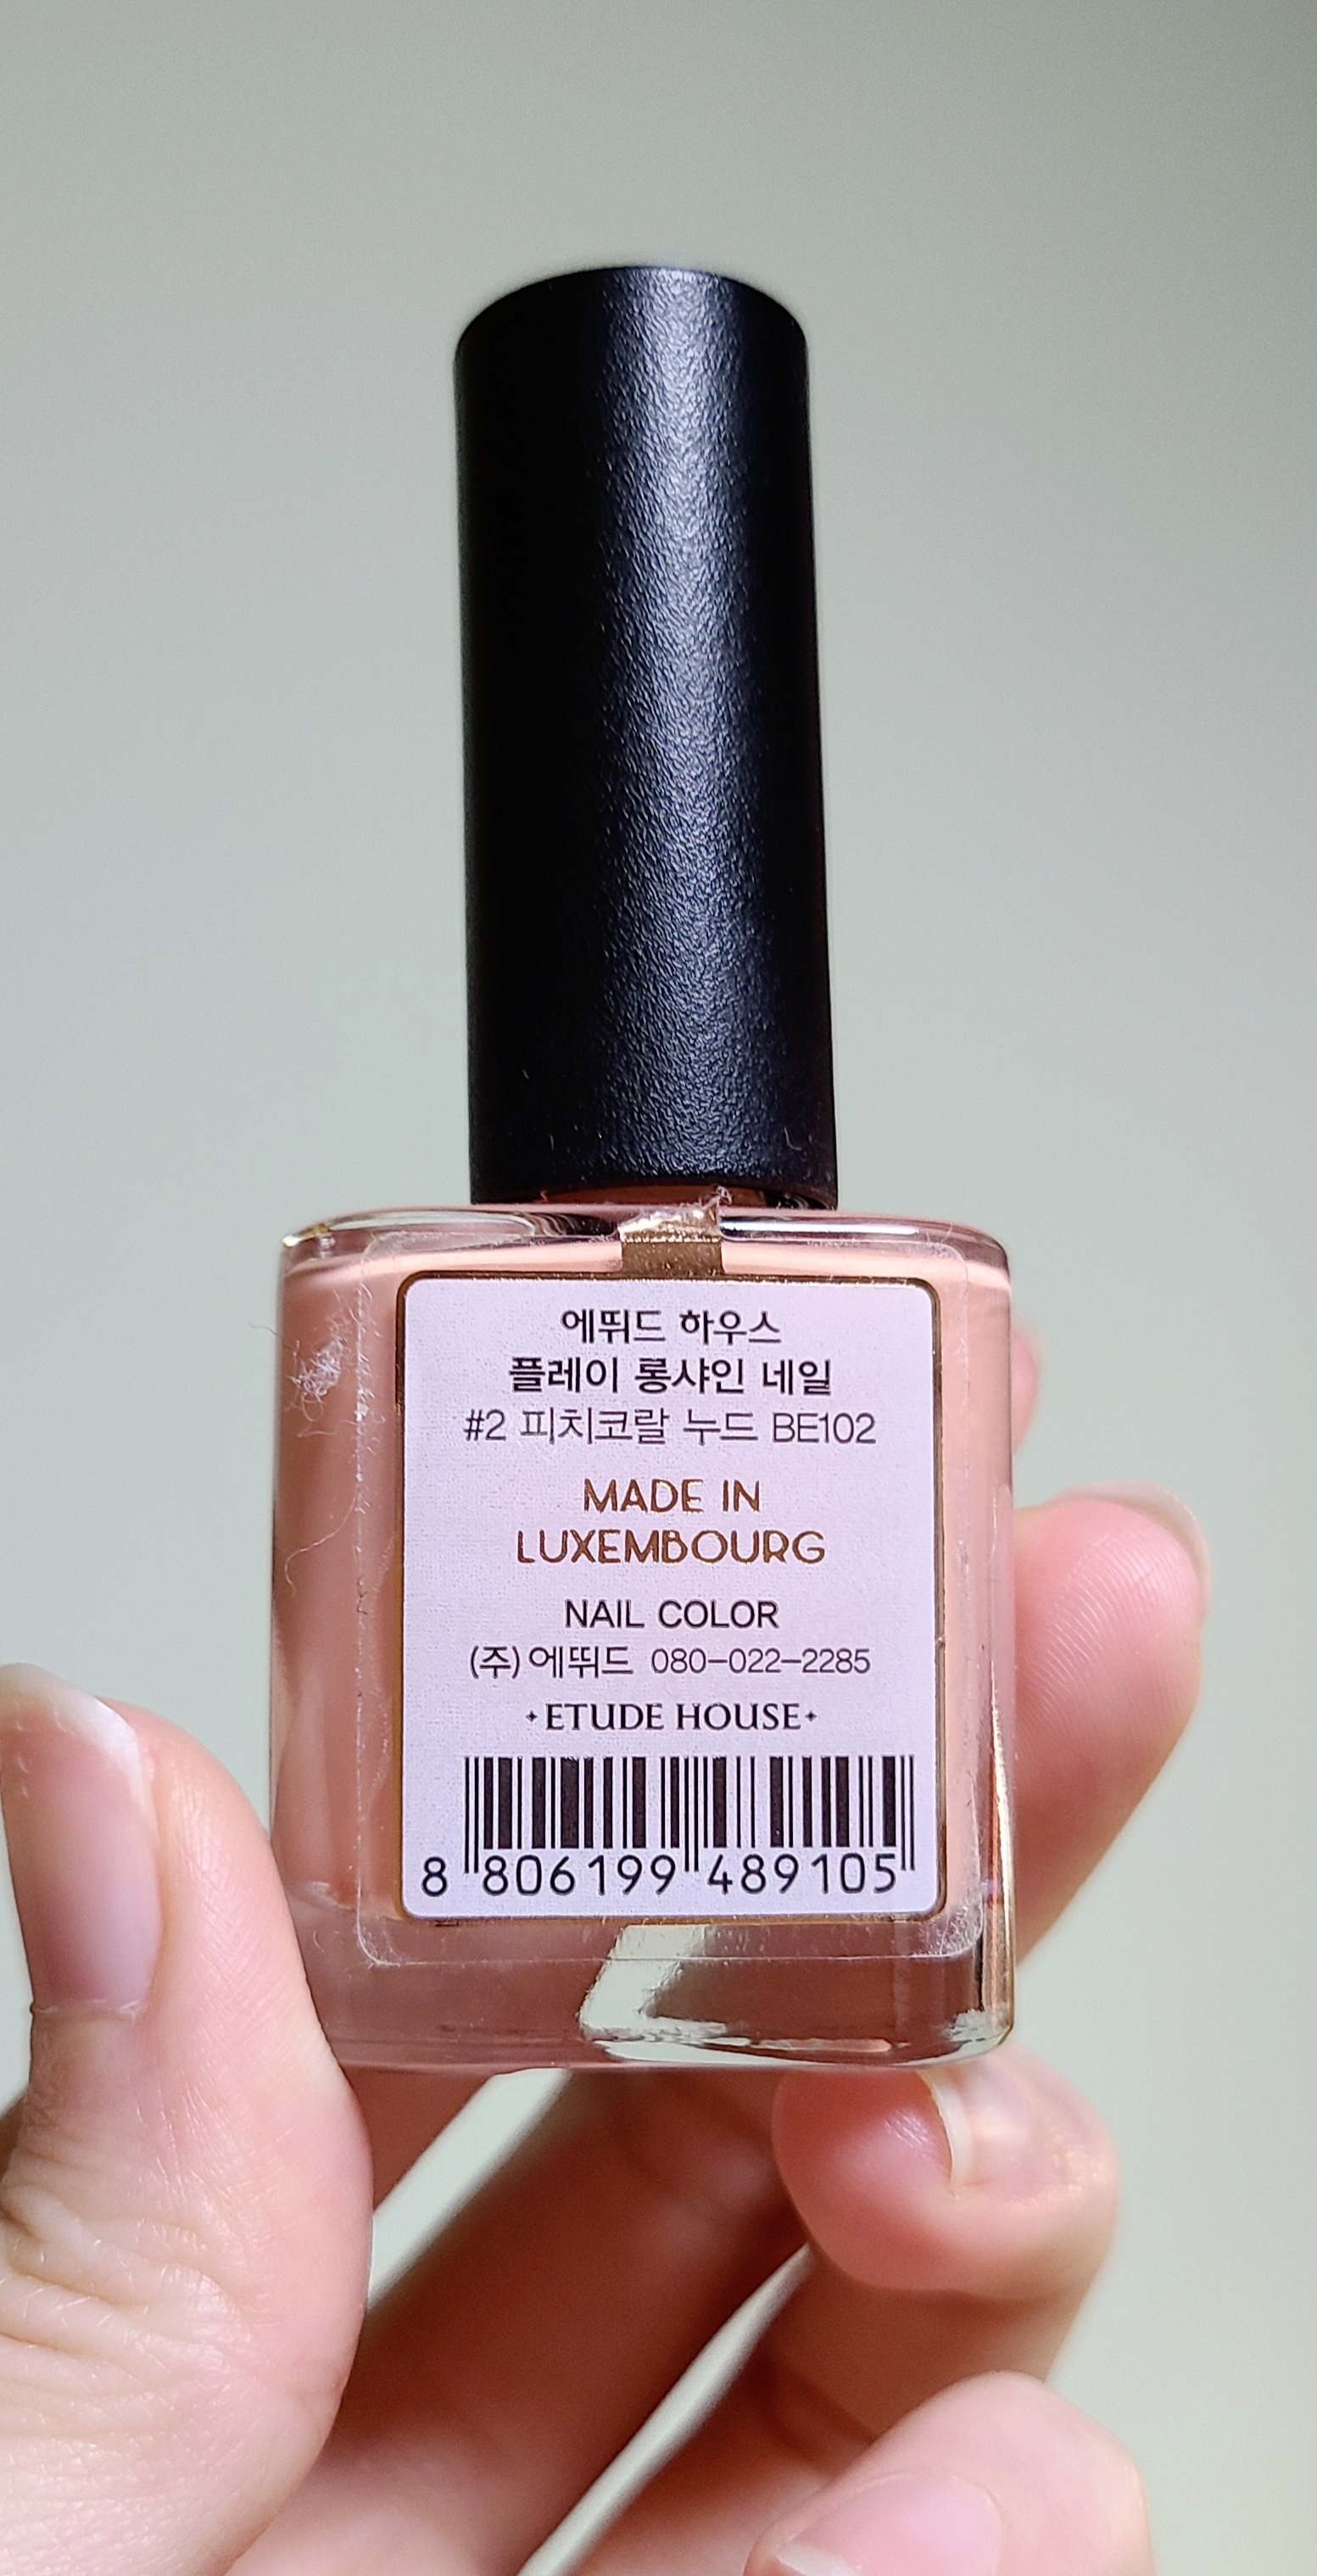 에뛰드 하우스
플레이 롱샤인 네일
#2 피치코랄 누드 BE102
MADE IN
LUXEMBOURG
NAIL COLOR
(주)에뛰드 080-022-2285
ETUDE HOUSE
8 806199 489105